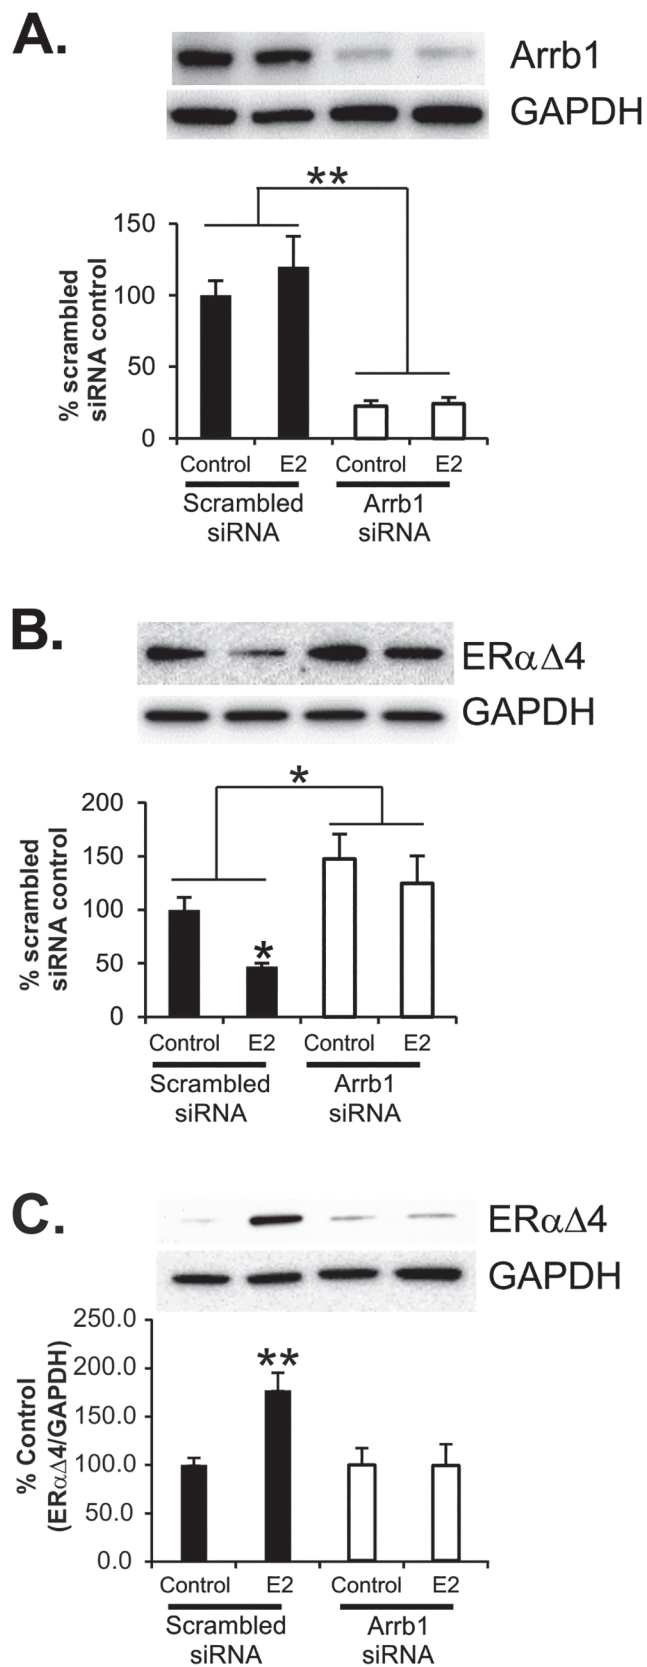 A.
Arrb1
GAPDH
**
% scrambled
siRNA control
150
100
50
0
Control E2 Control E2
Scrambled
siRNA
Arrb1
siRNA
B.
ERαΔ4
GAPDH
*
% scrambled
siRNA control
200
150
100
50
0
*
Control E2 Control E2
Scrambled
siRNA
Arrb1
siRNA
C.
ERαΔ4
GAPDH
% Control
(ERαΔ4/GAPDH)
250.0
200.0
150.0
100.0
50.0
0.0
**
Control E2 Control E2
Scrambled
siRNA
Arrb1
siRNA